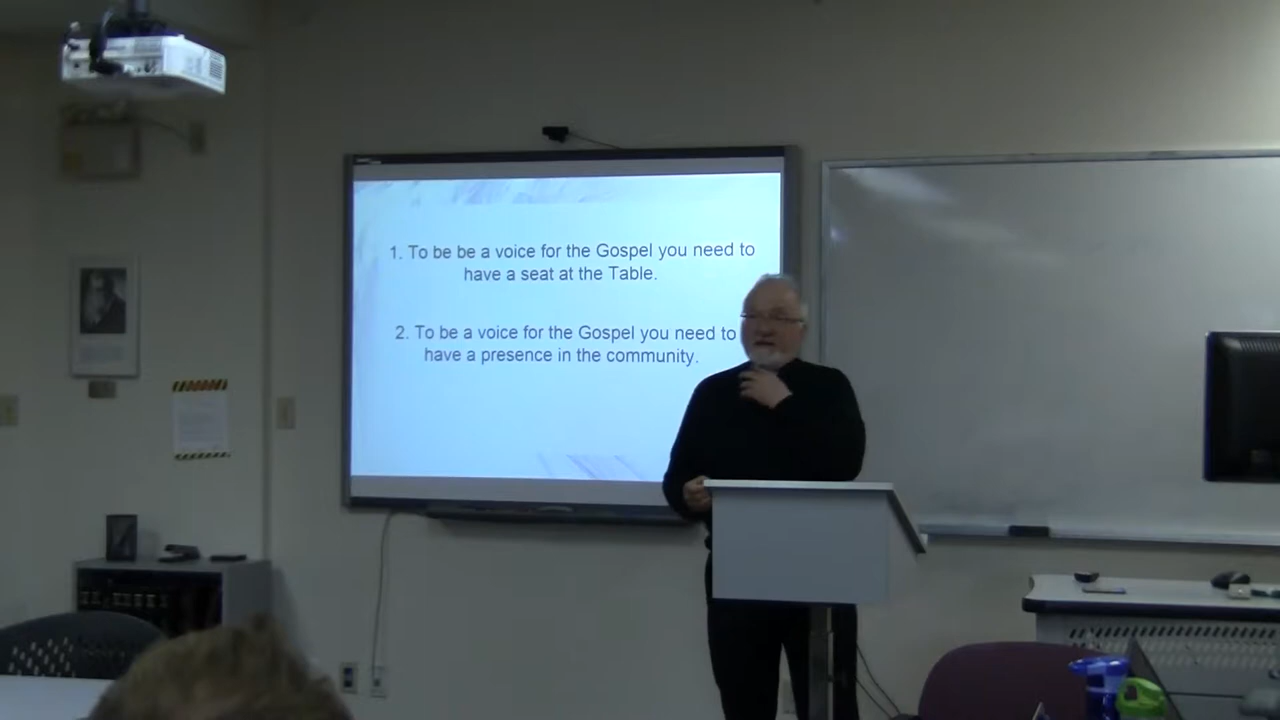 1. To be be a voice for the Gospel you need to
have a seat at the Table.
2. To be a voice for the Gospel you need to
have a presence in the community.